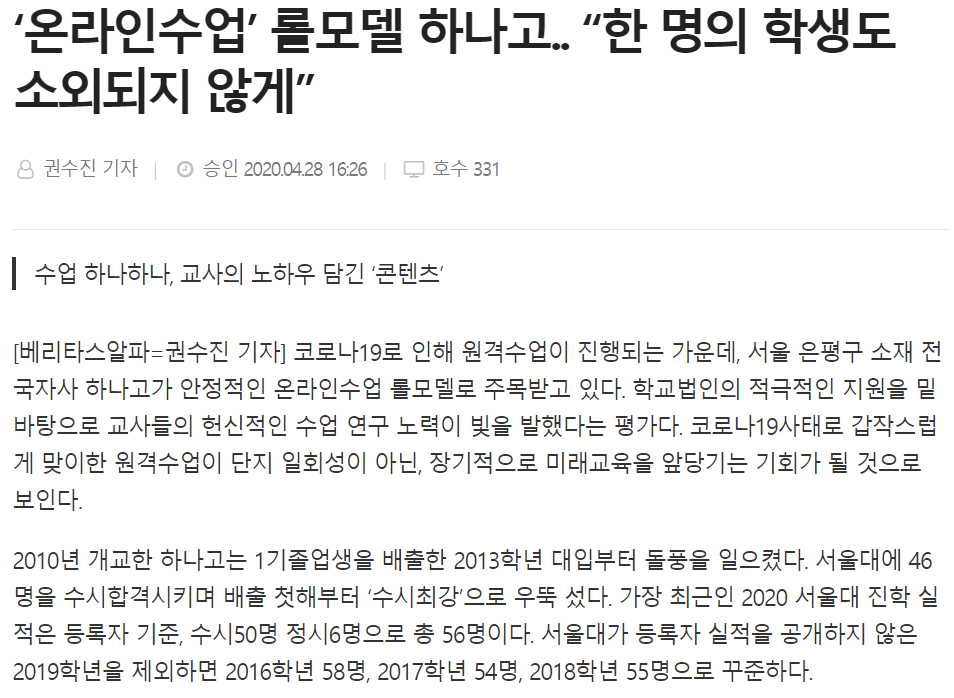 ‘온라인수업’ 롤모델 하나고.. “한 명의 학생도
소외되지 않게”
권수진 기자 | 승인 2020.04.28 16:26 | 호수 331
수업 하나하나, 교사의 노하우 담긴 ‘콘텐츠’
[베리타스알파=권수진 기자] 코로나19로 인해 원격수업이 진행되는 가운데, 서울 은평구 소재 전
국자사 하나고가 안정적인 온라인수업 롤모델로 주목받고 있다. 학교법인의 적극적인 지원을 밑
바탕으로 교사들의 헌신적인 수업 연구 노력이 빛을 발했다는 평가다. 코로나19사태로 갑작스럽
게 맞이한 원격수업이 단지 일회성이 아닌, 장기적으로 미래교육을 앞당기는 기회가 될 것으로
보인다.
2010년 개교한 하나고는 1기졸업생을 배출한 2013학년 대입부터 돌풍을 일으켰다. 서울대에 46
명을 수시합격시키며 배출 첫해부터 ‘수시최강’으로 우뚝 섰다. 가장 최근인 2020 서울대 진학 실
적은 등록자 기준, 수시50명 정시6명으로 총 56명이다. 서울대가 등록자 실적을 공개하지 않은
2019학년을 제외하면 2016학년 58명, 2017학년 54명, 2018학년 55명으로 꾸준하다.